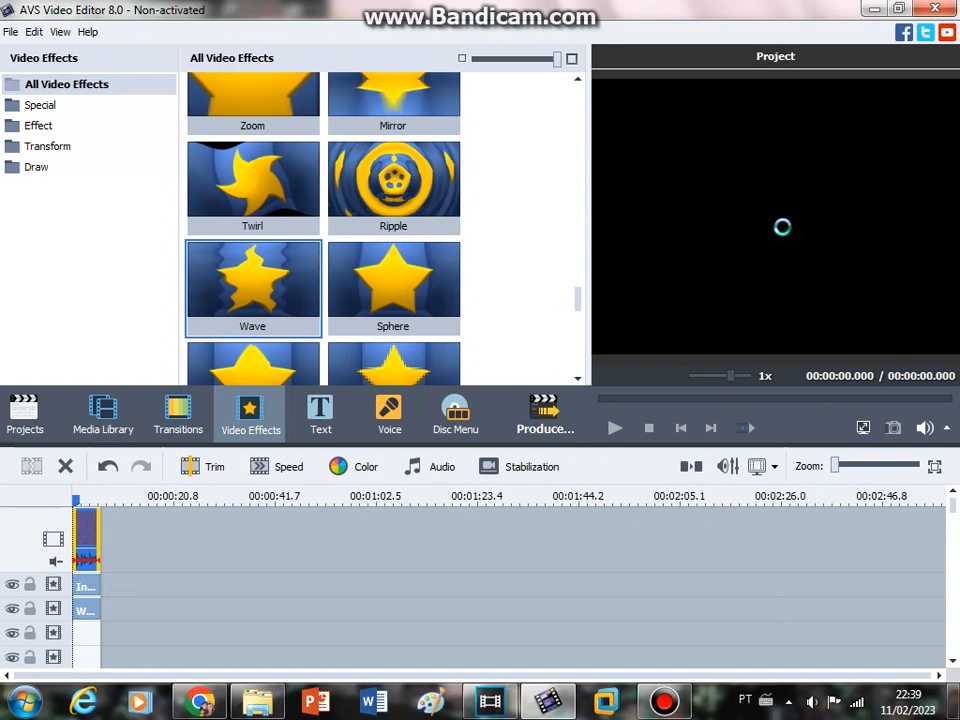 AVS Video Editor 8.0 - Non-activated
www.Bandicam.com
File Edit View Help
Video Effects
All Video Effects
Project
All Video Effects
Special
Effect
Transform
Draw
Zoom
Mirror
Twirl
Ripple
Wave
Sphere
1x
00:00:00.000 / 00:00:00.000
Projects
Media Library
Transitions
Video Effects
Text
Voice
Disc Menu
Produce...
Trim
Speed
Color
Audio
Stabilization
Zoom:
00:00:20.8 00:00:41.7 00:01:02.5 00:01:23.4 00:01:44.2 00:02:05.1 00:02:26.0 00:02:46.8
In...
W...
PT
22:39
11/02/2023